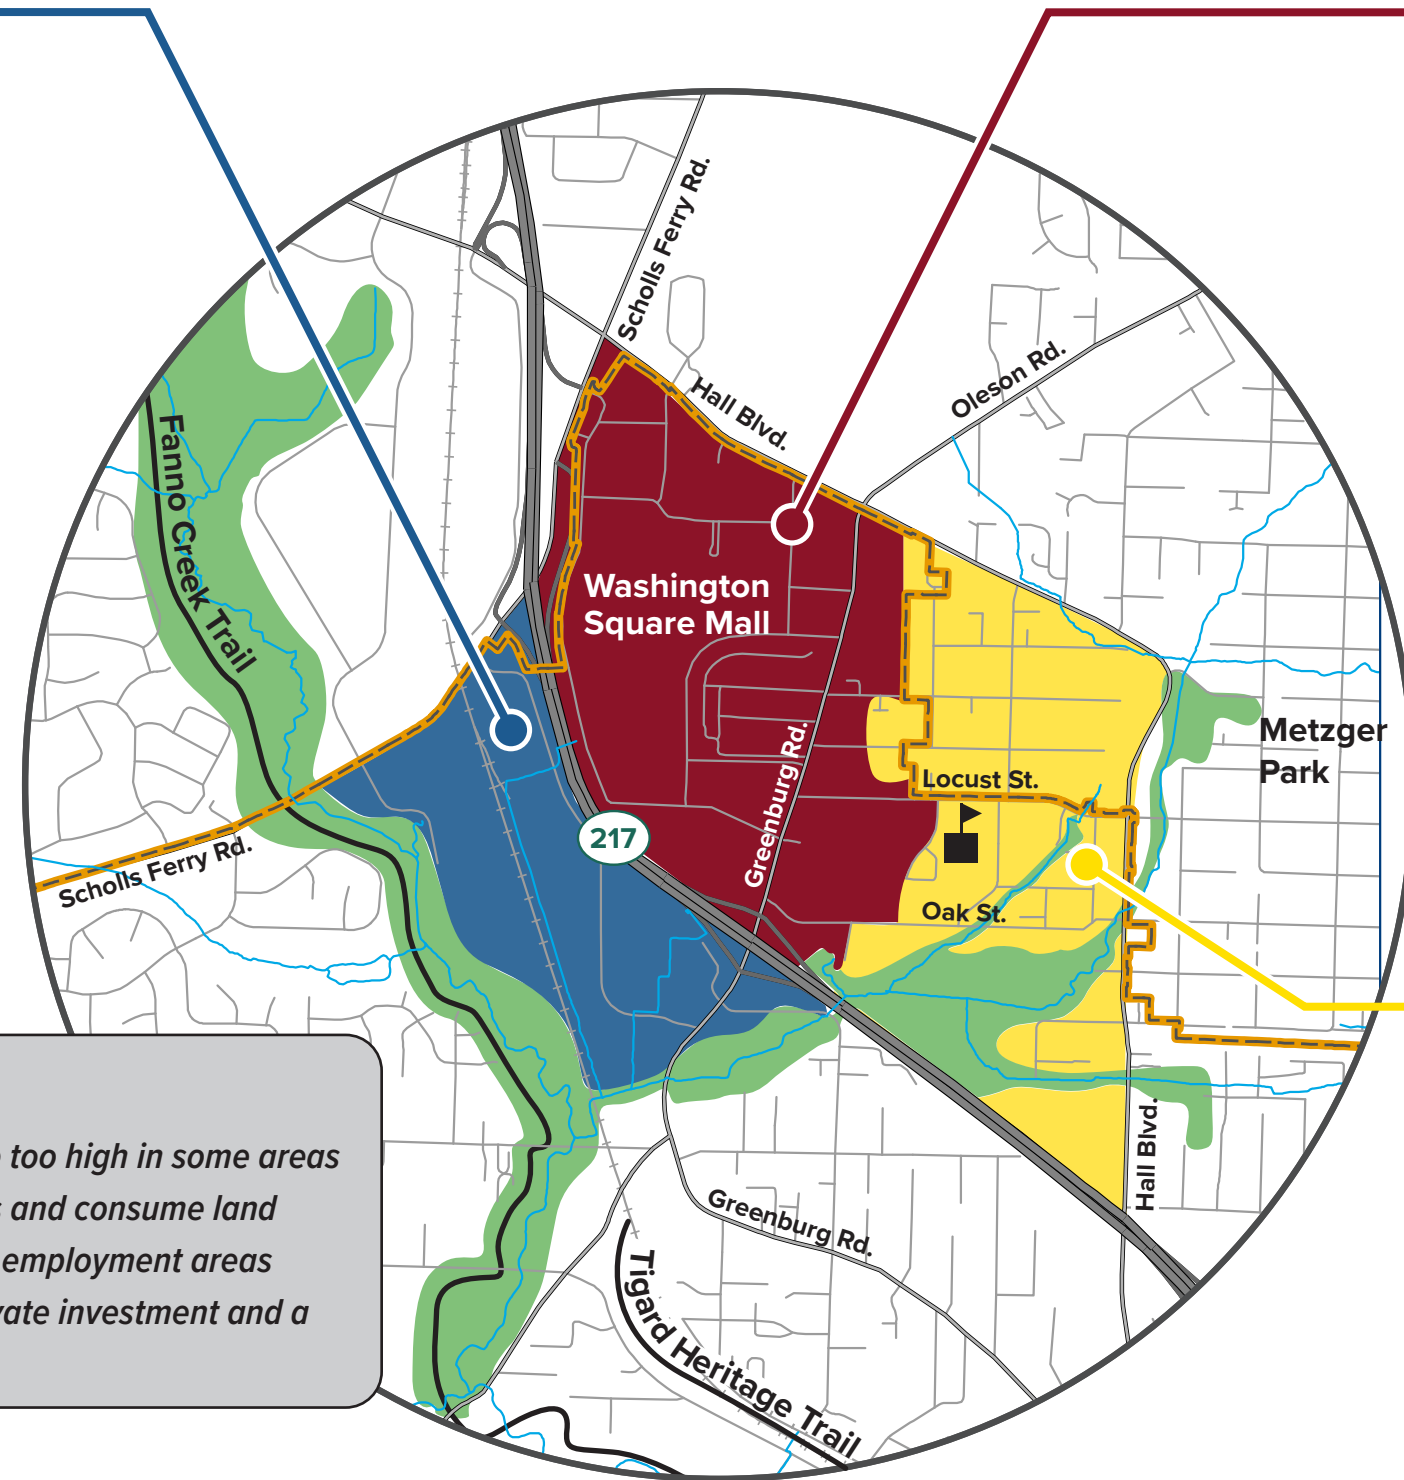 Scholls Ferry Rd.
Hall Blvd.
Oleson Rd.
Fanno Creek Trail
Washington
Square Mall
Greenburg Rd.
Metzger
Park
Locust St.
217
Scholls Ferry Rd.
Oak St.
too high in some areas
and consume land
employment areas
investment and a
Hall Blvd.
Greenburg Rd.
Tigard Heritage Trail